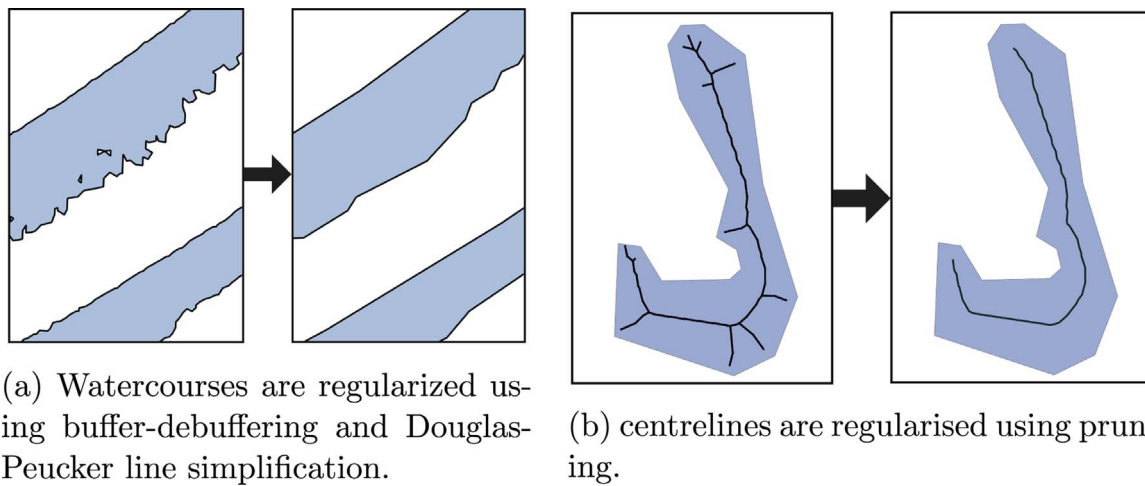 (a) Watercourses are regularized us-
ing buffer-debuffering and Douglas-
Peucker line simplification.
(b) centrelines are regularised using prun
ing.